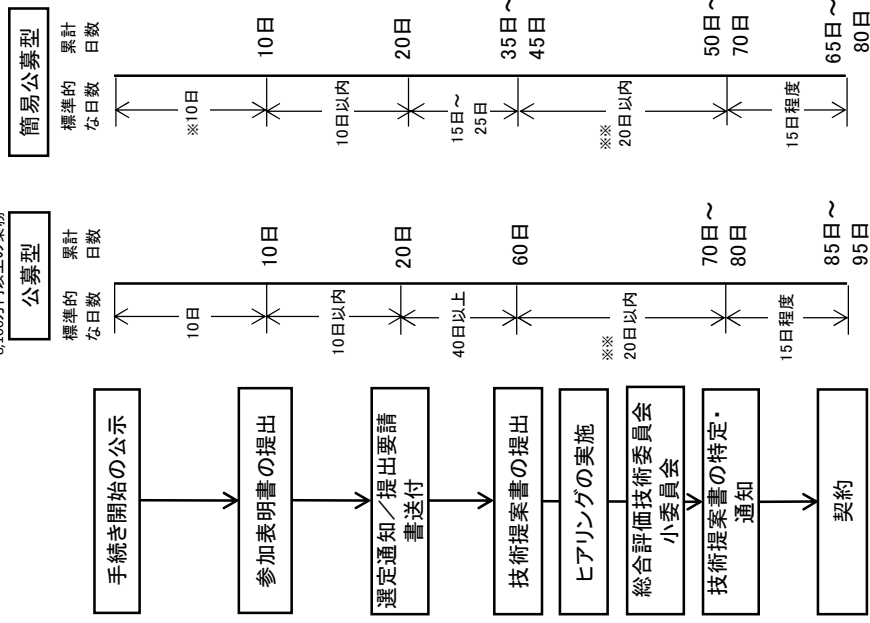 公募型
標準的
な日数
累計
日数
簡易公募型
標準的
な日数
累計
日数
手続き開始の公示
10日
※10日
参加表明書の提出
10日
10日
10日以内
10日以内
選定通知／提出要請
書送付
20日
20日
40日以上
15日～
25日
技術提案書の提出
60日
35日～
45日
ヒアリングの実施
※※
20日以内
※※
20日以内
総合評価技術委員会
小委員会
技術提案書の特定・
通知
70日～
80日
50日～
70日
15日程度
15日程度
契約
85日～
95日
65日～
80日